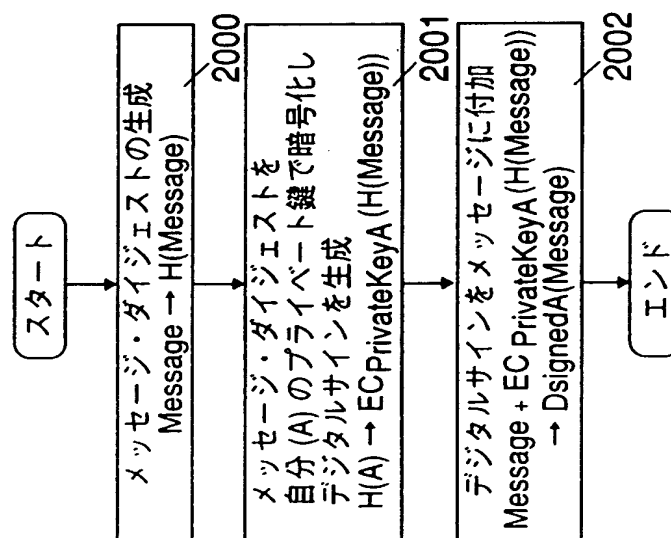 スタート
メッセージ・ダイジェストの生成
Message → H(Message)
2000
メッセージ・ダイジェストを
自分(A)のプライベート鍵で暗号化し
デジタルサインを生成
H(A) → ECPrivateKeyA (H(Message))
2001
デジタルサインをメッセージに付加
Message + EC PrivateKeyA (H(Message))
→ DsignedA(Message)
2002
エンド